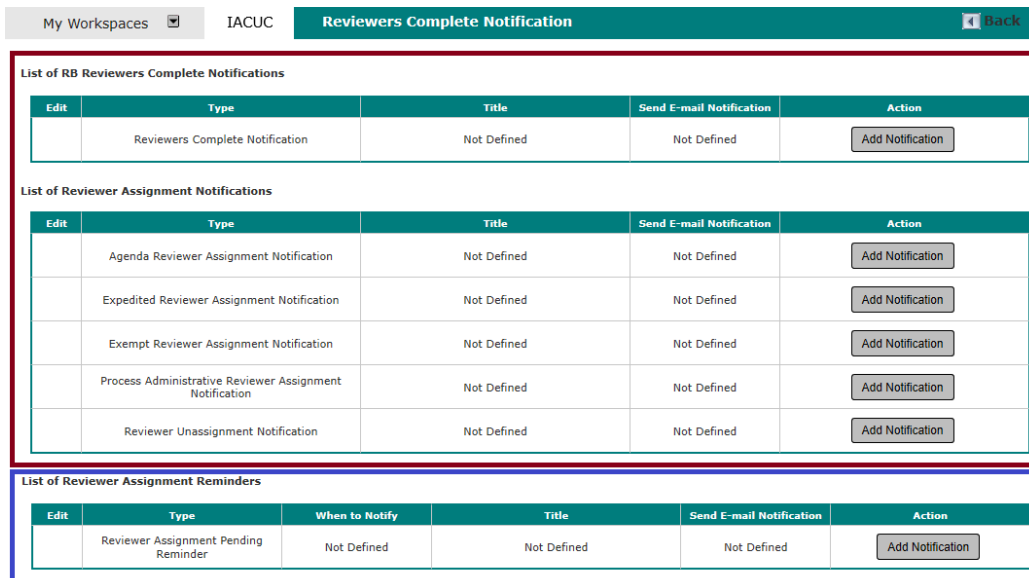 My Workspaces IACUC Reviewers Complete Notification Back
List of RB Reviewers Complete Notifications
Edit Type Title Send E-mail Notification Action
Reviewers Complete Notification Not Defined Not Defined Add Notification
List of Reviewer Assignment Notifications
Edit Type Title Send E-mail Notification Action
Agenda Reviewer Assignment Notification Not Defined Not Defined Add Notification
Expedited Reviewer Assignment Notification Not Defined Not Defined Add Notification
Exempt Reviewer Assignment Notification Not Defined Not Defined Add Notification
Process Administrative Reviewer Assignment
Notification Not Defined Not Defined Add Notification
Reviewer Unassignment Notification Not Defined Not Defined Add Notification
List of Reviewer Assignment Reminders
Edit Type When to Notify Title Send E-mail Notification Action
Reviewer Assignment Pending
Reminder Not Defined Not Defined Not Defined Add Notification